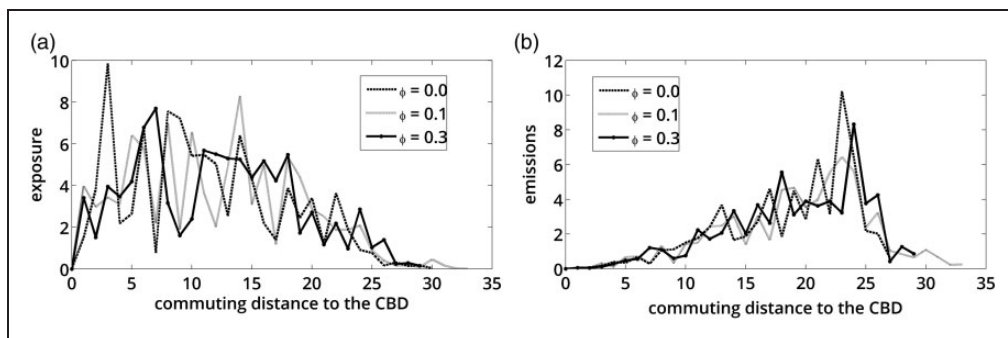 (a)
10
8
6
4
2
0
exposure
ϕ = 0.0
ϕ = 0.1
ϕ = 0.3
0 5 10 15 20 25 30 35
commuting distance to the CBD
(b)
12
10
8
6
4
2
0
emissions
ϕ = 0.0
ϕ = 0.1
ϕ = 0.3
0 5 10 15 20 25 30 35
commuting distance to the CBD